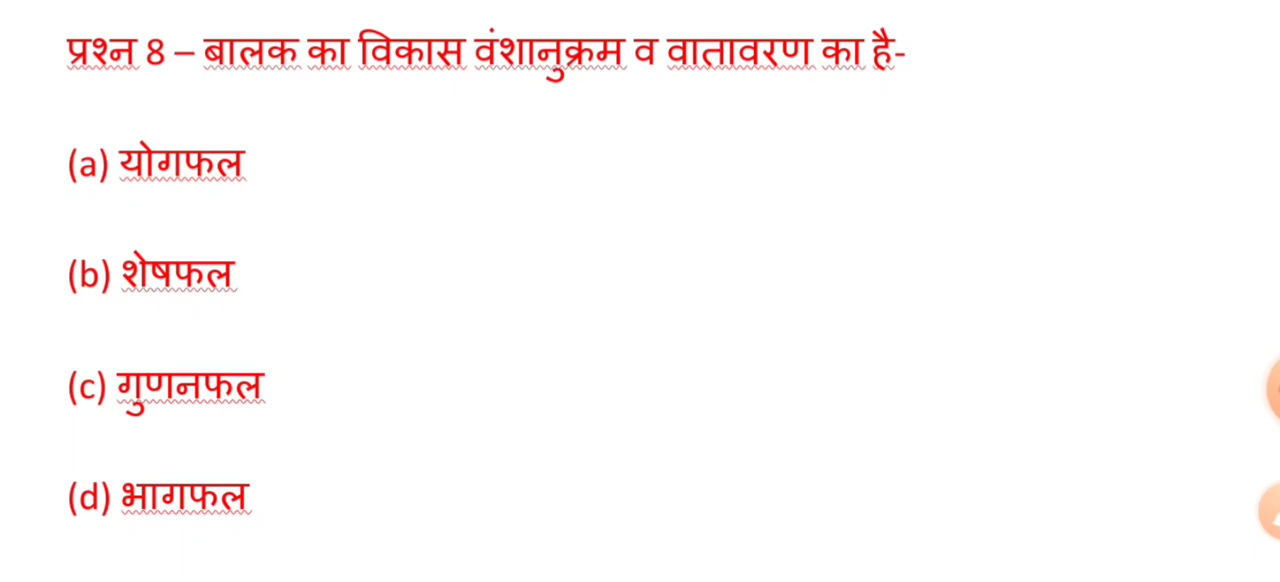 प्रश्न 8 – बालक का विकास वंशानुक्रम व वातावरण का है-
(a) योगफल
(b) शेषफल
(c) गुणनफल
(d) भागफल